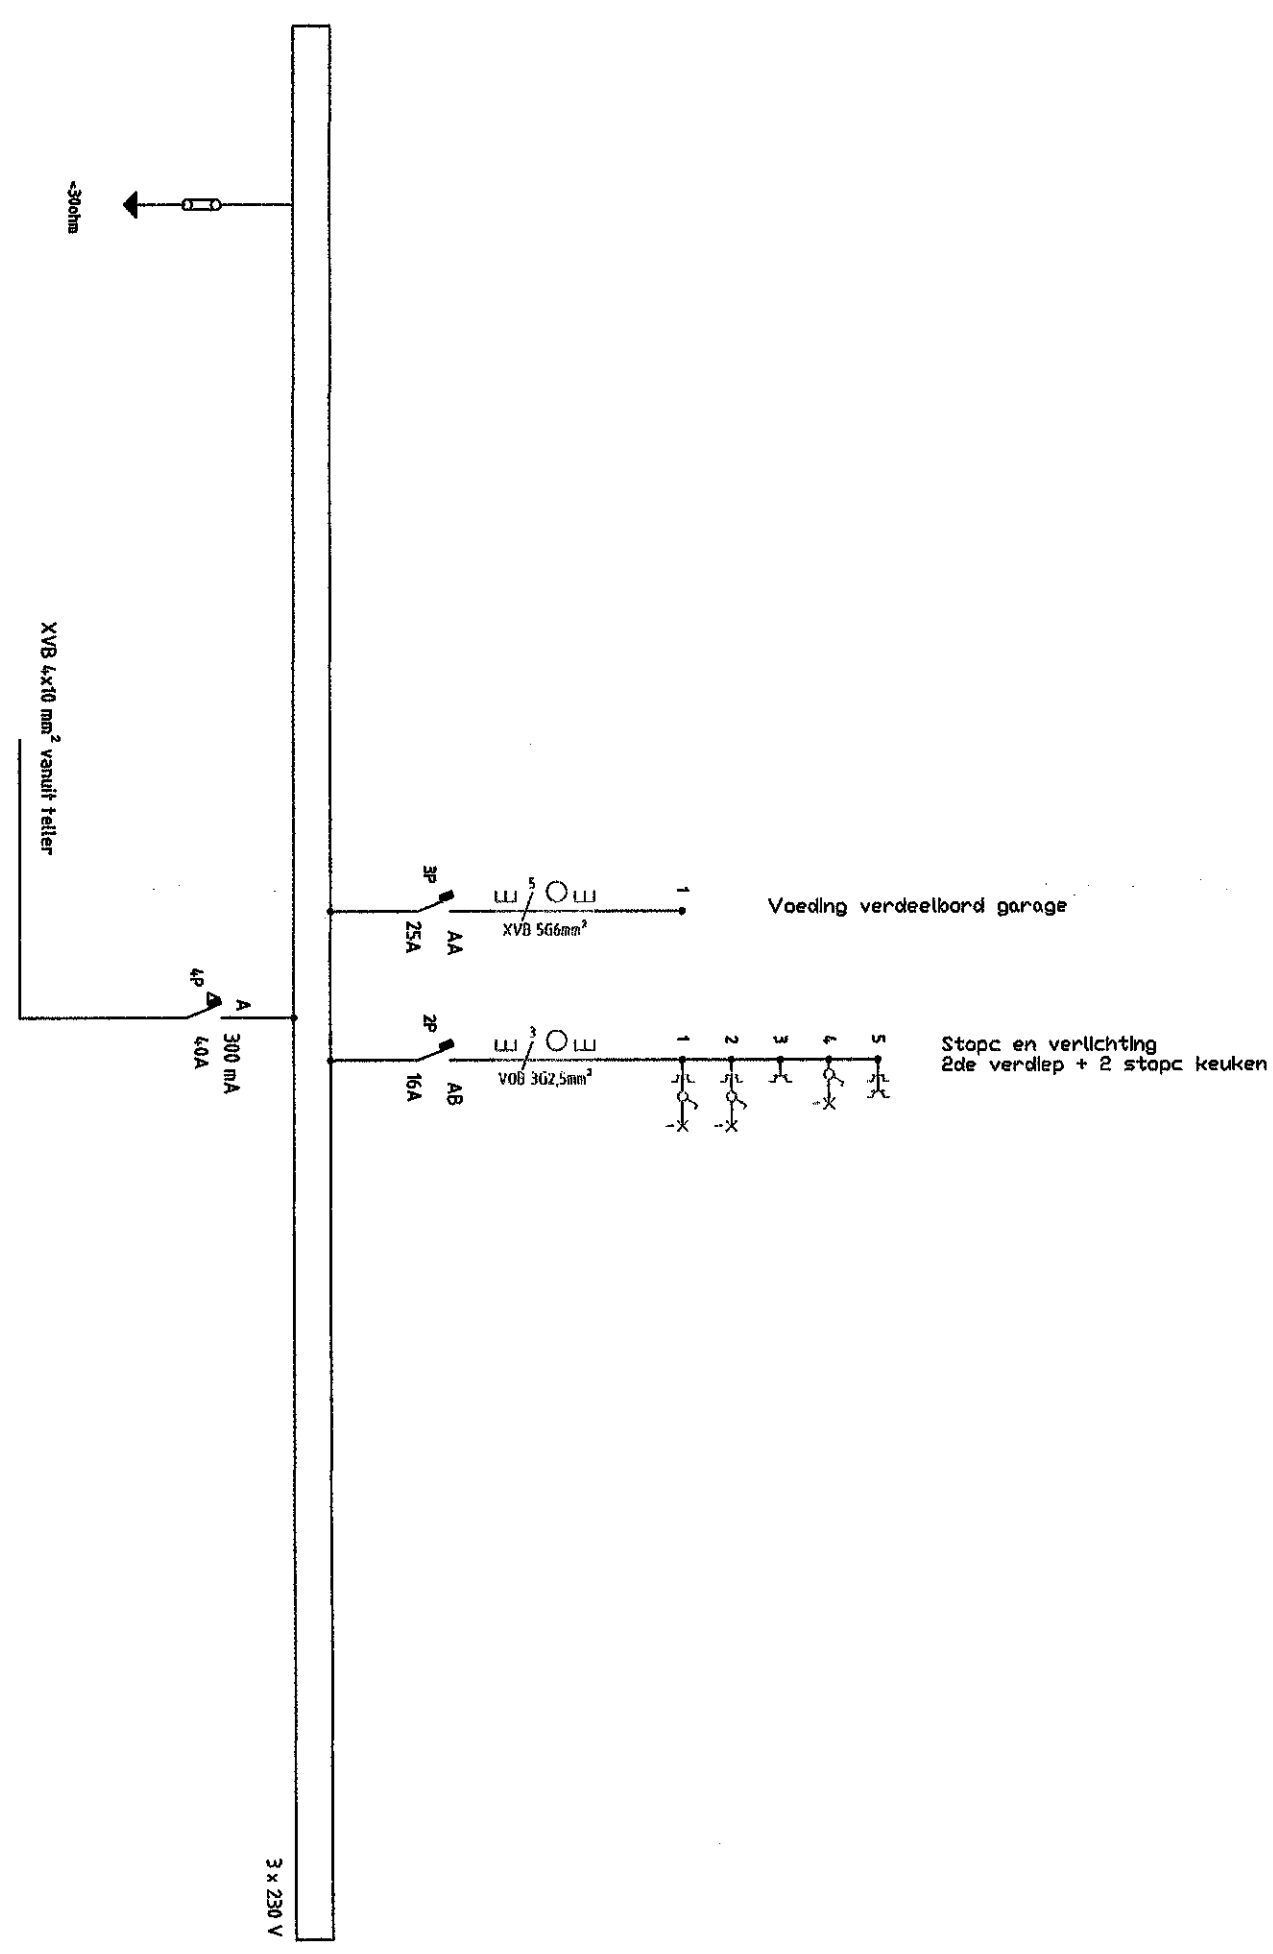 <30ohm
XVB 4x10 mm² vanuit teller
4P
A
300 mA
40A
3P
25A
AA
5
XVB 5G6mm²
1
Voeding verdeelbord garage
2P
16A
AB
3
VOB 3G2,5mm²
1
2
3
4
5
Stopc en verlichting
2de verdiep + 2 stopc keuken
3 x 230 V